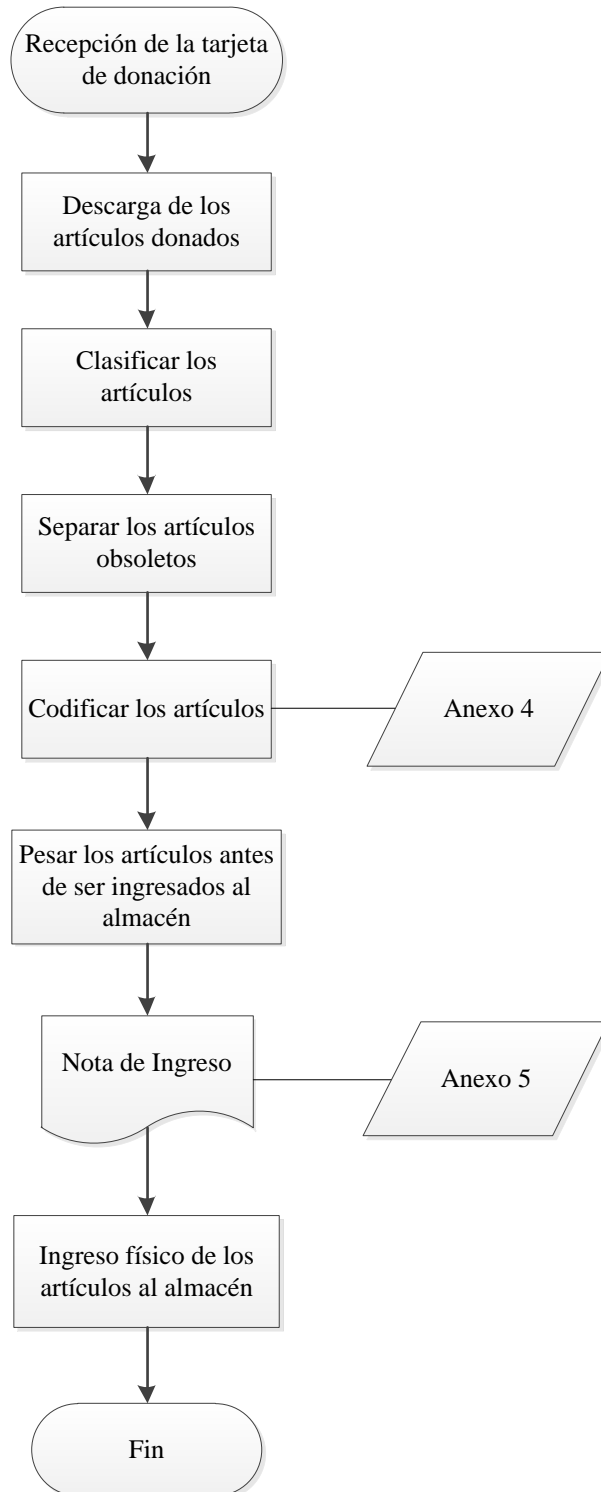 Recepción de la tarjeta
de donación
Descarga de los
artículos donados
Clasificar los
artículos
Separar los artículos
obsoletos
Codificar los artículos
Anexo 4
Pesar los artículos antes
de ser ingresados al
almacén
Nota de Ingreso
Anexo 5
Ingreso físico de los
artículos al almacén
Fin